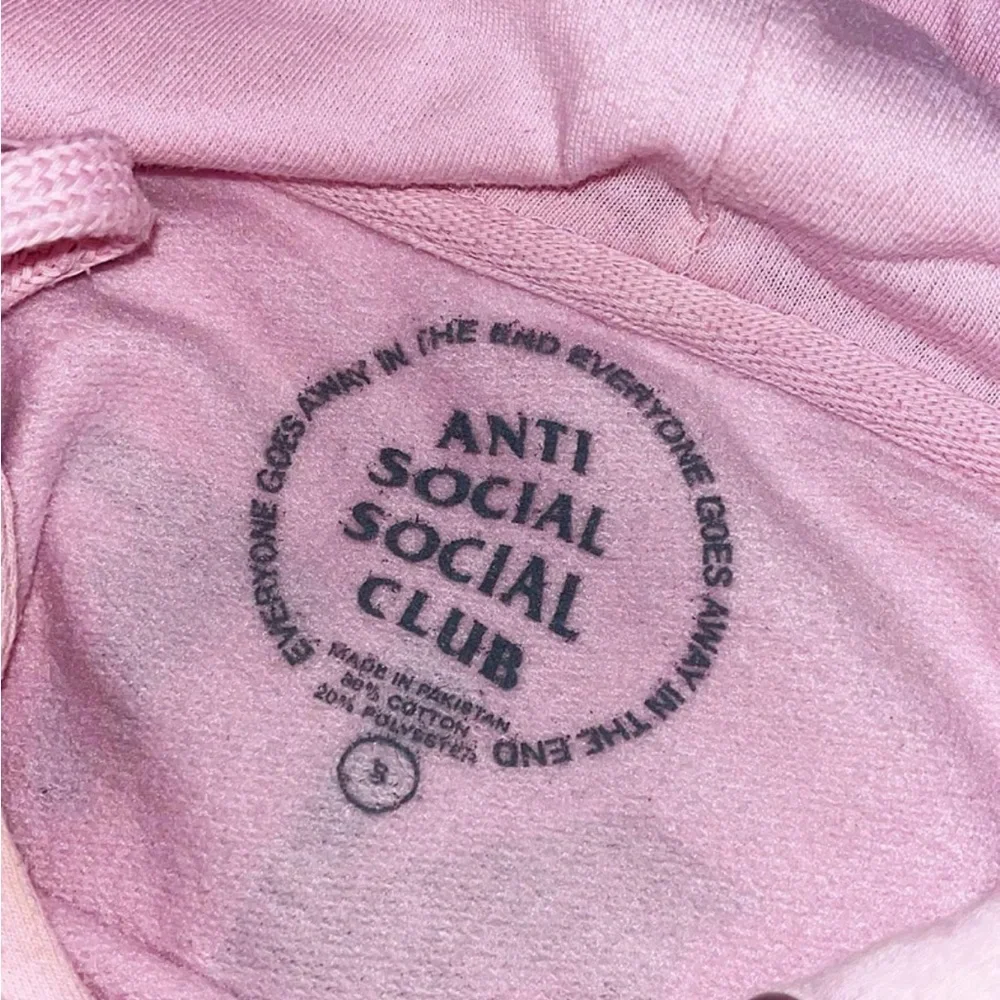 EVERYONE GOES AWAY IN THE END EVERYONE GOES AWAY IN THE END
ANTI
SOCIAL
SOCIAL
CLUB
MADE IN PAKISTAN
80% COTTON
20% POLYESTER
S